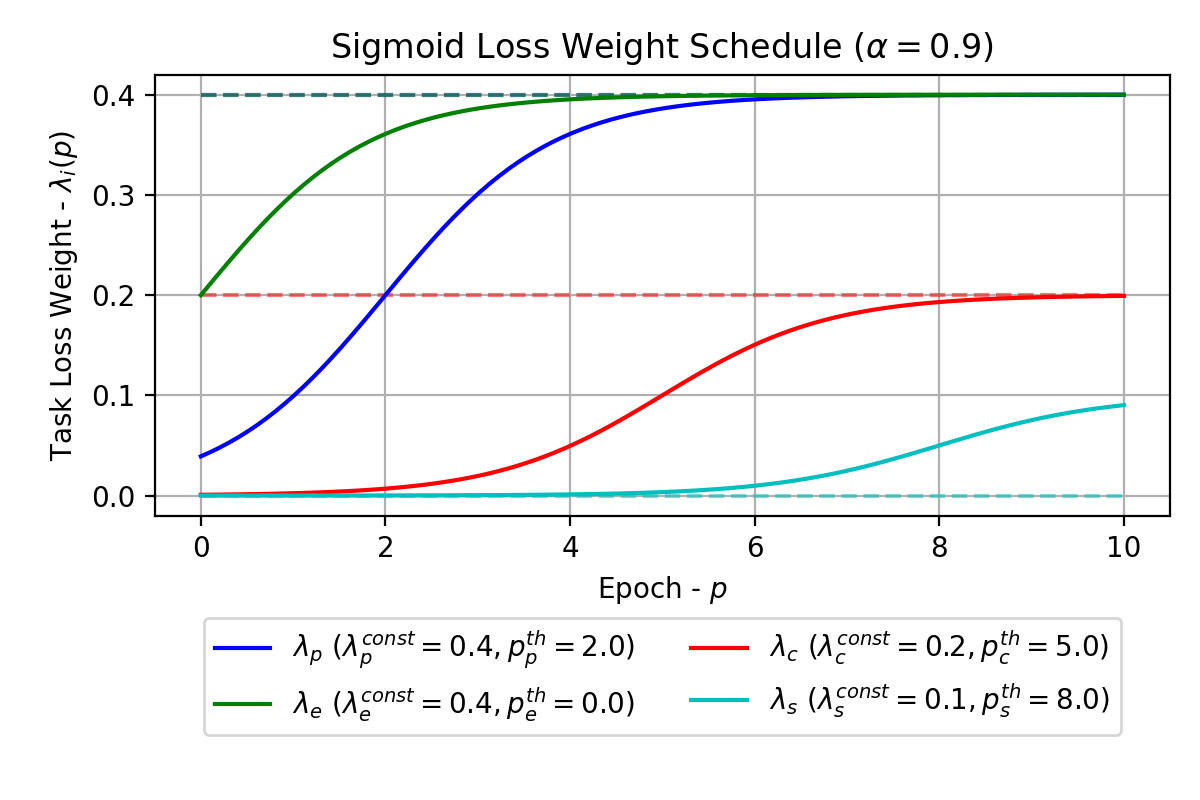 Sigmoid Loss Weight Schedule (α = 0.9)
Task Loss Weight - λ_i(p)
0.4
0.3
0.2
0.1
0.0
0 2 4 6 8 10
Epoch - p
λ_p (λ_p^{const} = 0.4, p_p^{th} = 2.0)
λ_e (λ_e^{const} = 0.4, p_e^{th} = 0.0)
λ_c (λ_c^{const} = 0.2, p_c^{th} = 5.0)
λ_s (λ_s^{const} = 0.1, p_s^{th} = 8.0)